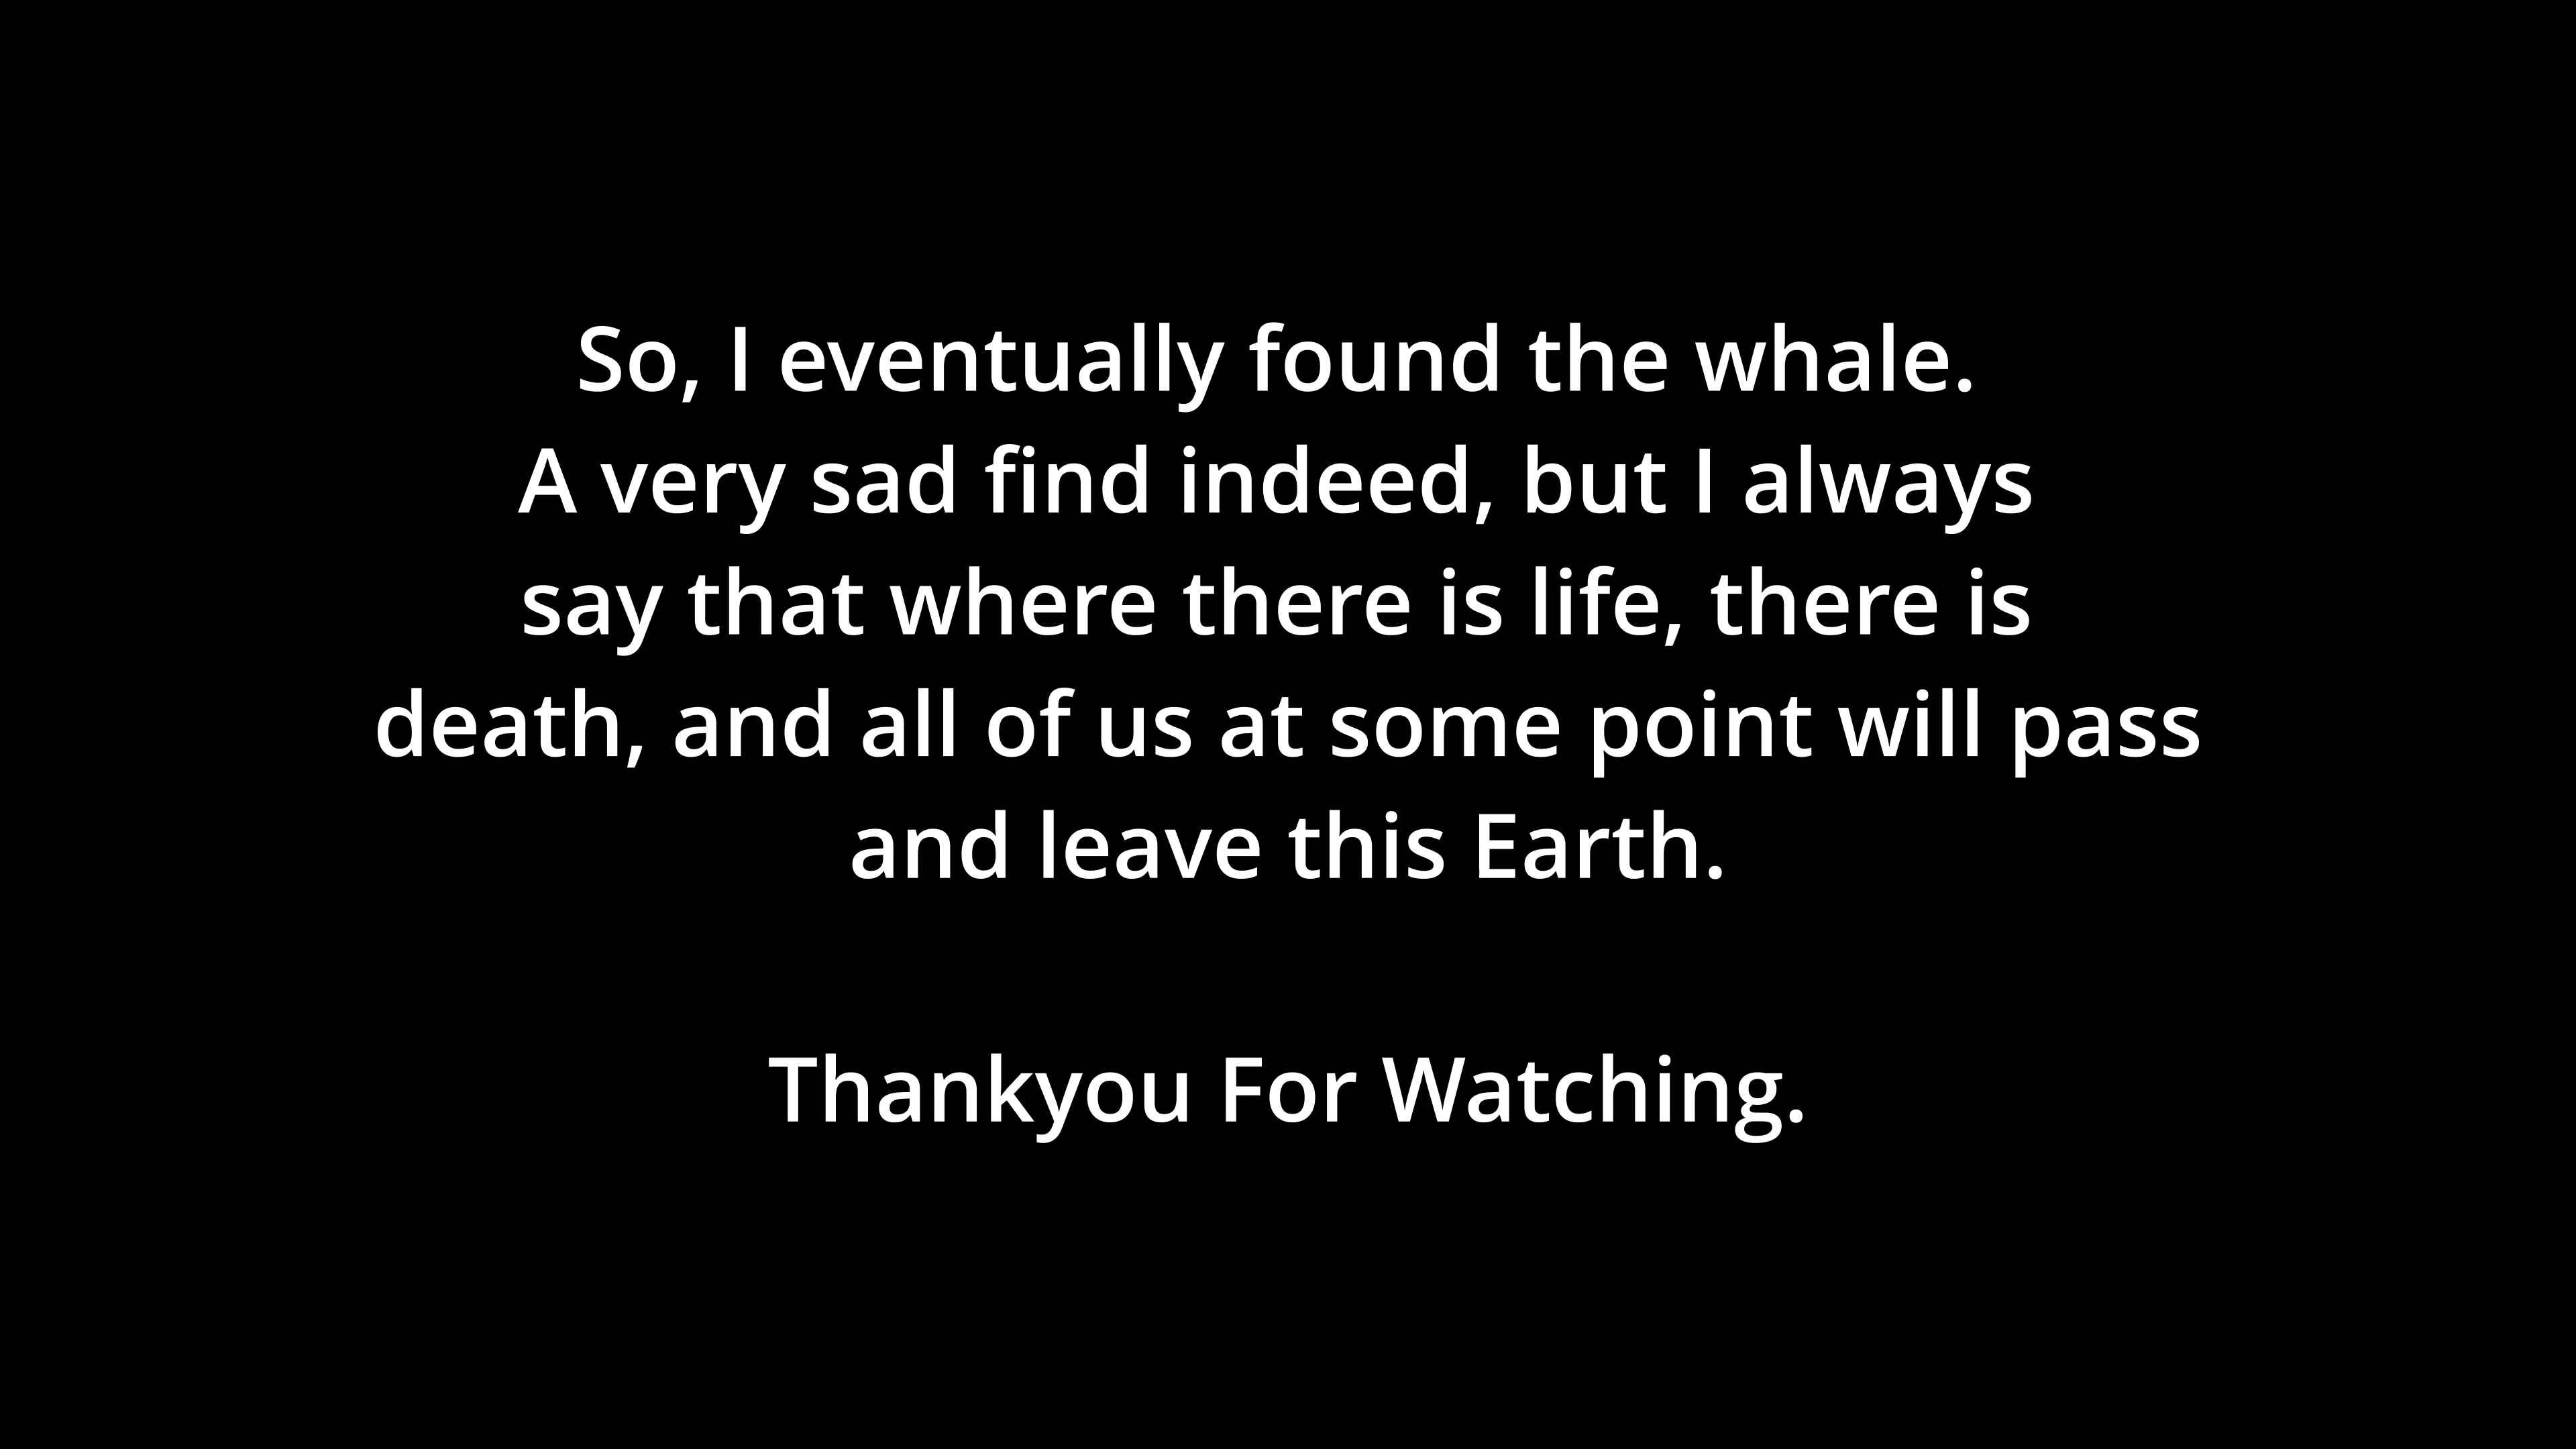 So, I eventually found the whale.
A very sad find indeed, but I always
say that where there is life, there is
death, and all of us at some point will pass
and leave this Earth.
Thankyou For Watching.